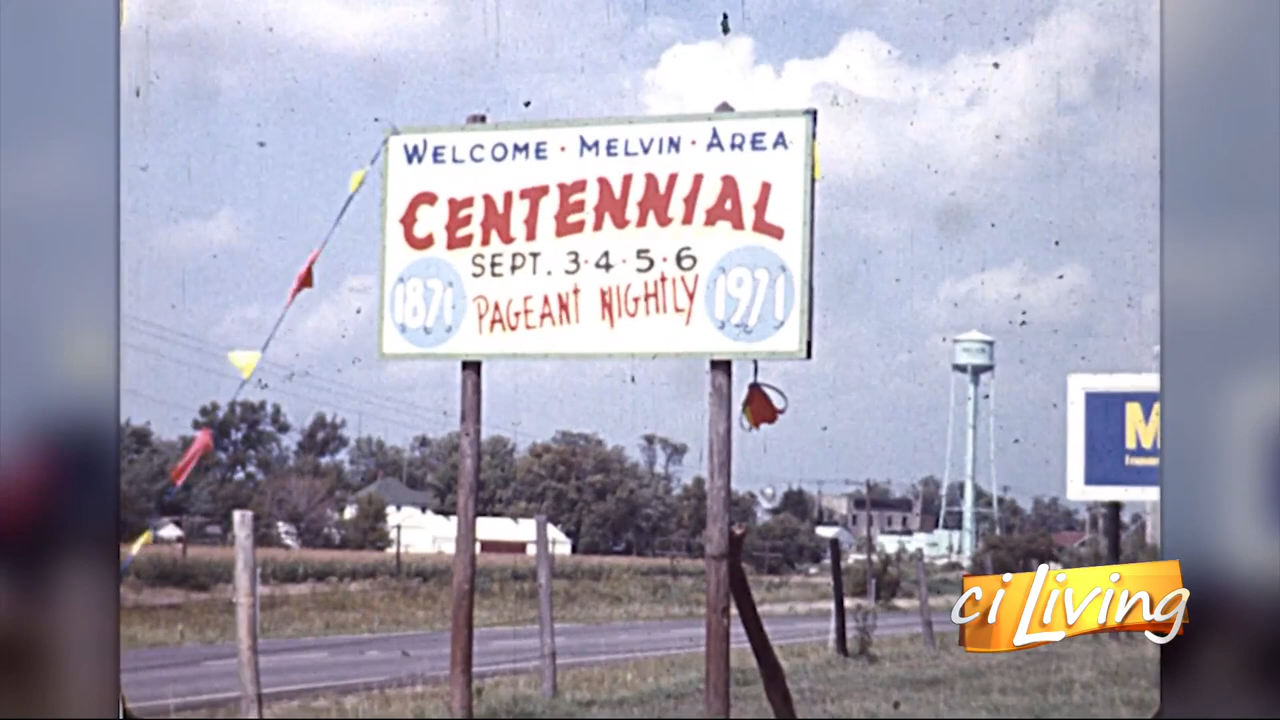 WELCOME · MELVIN · AREA
CENTENNIAL
SEPT. 3·4·5·6
1871 PAGEANT NIGHTLY 1971
M
ci Living